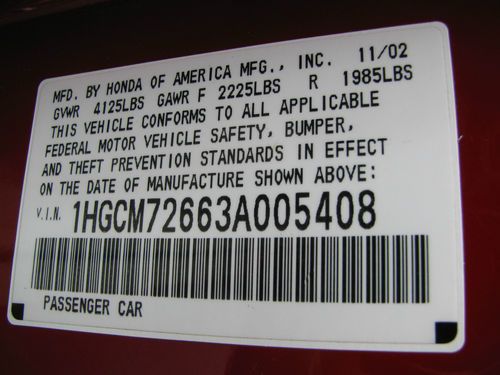 MFD. BY HONDA OF AMERICA MFG., INC. 11/02
GVWR 4125LBS GAWR F 2225LBS R 1985LBS
THIS VEHICLE CONFORMS TO ALL APPLICABLE
FEDERAL MOTOR VEHICLE SAFETY, BUMPER,
AND THEFT PREVENTION STANDARDS IN EFFECT
ON THE DATE OF MANUFACTURE SHOWN ABOVE:
V.I.N. 1HGCM72663A005408
PASSENGER CAR